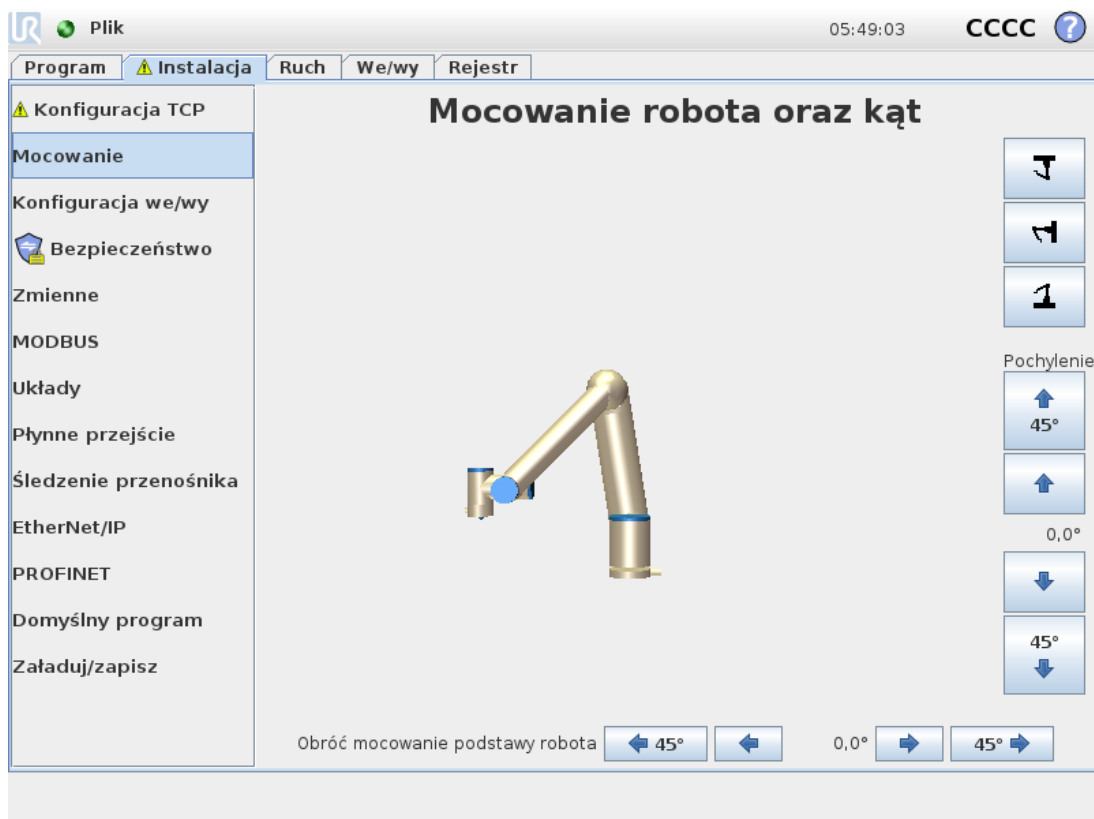 UR Plik 05:49:03 CCCC ?
Program Instalacja Ruch We/wy Rejestr
Konfiguracja TCP
Mocowanie
Konfiguracja we/wy
Bezpieczeństwo
Zmienne
MODBUS
Układy
Płynne przejście
Śledzenie przenośnika
EtherNet/IP
PROFINET
Domyślny program
Załaduj/zapisz
Mocowanie robota oraz kąt
Pochylenie
45°
0,0°
45°
Obróć mocowanie podstawy robota 45° 0,0° 45°